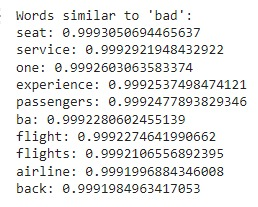 Words similar to 'bad':
seat: 0.9993050694465637
service: 0.9992921948432922
one: 0.9992603063583374
experience: 0.9992537498474121
passengers: 0.9992477893829346
ba: 0.9992280602455139
flight: 0.9992274641990662
flights: 0.9992106556892395
airline: 0.9991996884346008
back: 0.9991984963417053